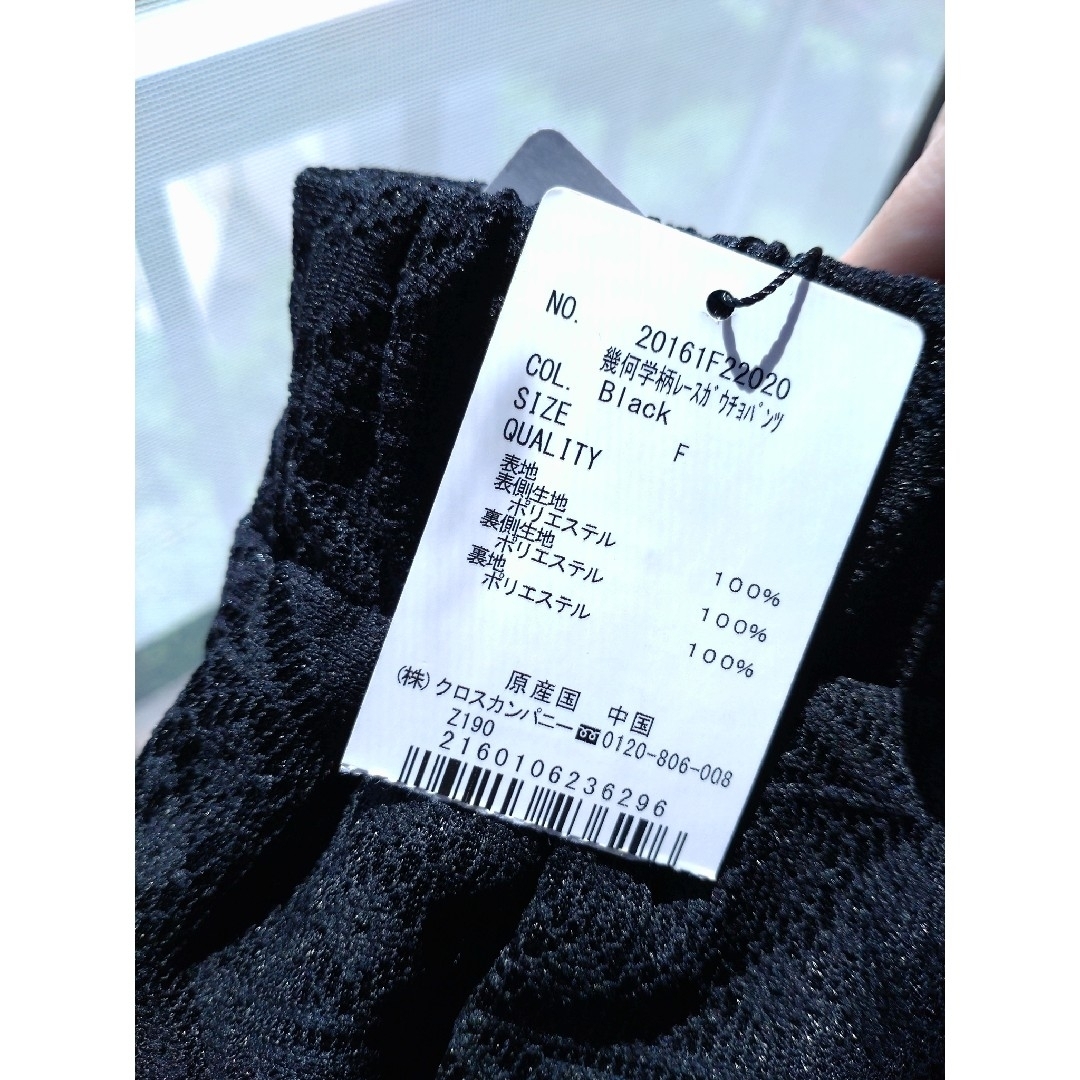 NO. 20161F22020
幾何学柄ﾚｰｽｶﾞｳﾁｮﾊﾟﾝﾂ
COL. Black
SIZE F
QUALITY
表地
表側生地
ポリエステル 100%
裏側生地
ポリエステル 100%
裏地
ポリエステル 100%
原産国 中国
(株)クロスカンパニー 0120-806-008
Z190
2160106236296